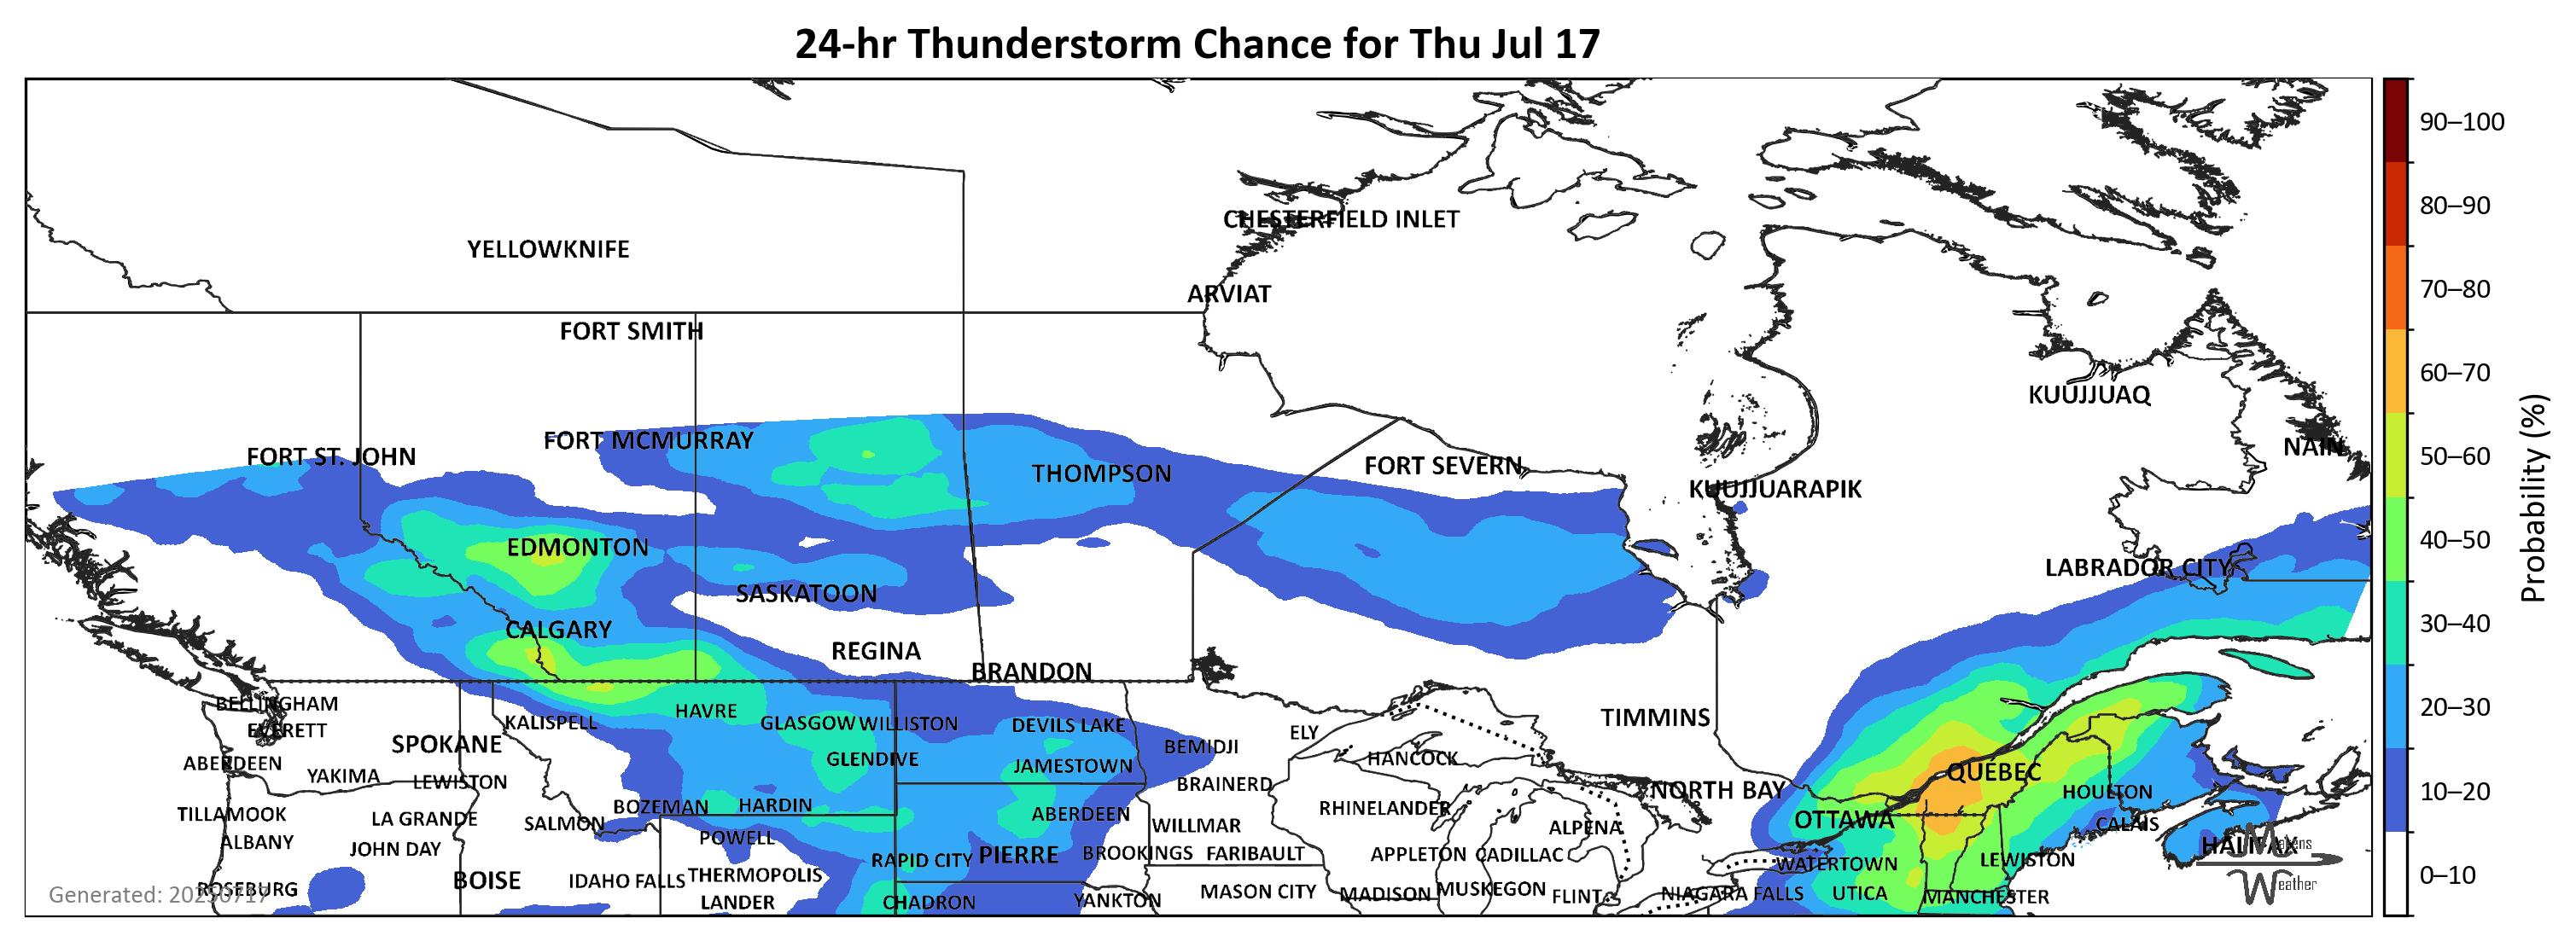 24-hr Thunderstorm Chance for Thu Jul 17
90–100
80–90
70–80
60–70
50–60
40–50
30–40
20–30
10–20
0–10
Probability (%)
CHESTERFIELD INLET
YELLOWKNIFE
ARVIAT
FORT SMITH
KUUJJUAQ
FORT MCMURRAY
NAIN
FORT ST. JOHN
FORT SEVERN
THOMPSON
KUUJJUARAPIK
EDMONTON
LABRADOR CITY
SASKATOON
CALGARY
REGINA
BRANDON
BELLINGHAM
HAVRE
TIMMINS
KALISPELL
GLASGOW
WILLISTON
DEVILS LAKE
EVERETT
ELY
SPOKANE
BEMIDJI
HANCOCK
GLENDIVE
ABERDEEN
JAMESTOWN
QUÉBEC
YAKIMA
LEWISTON
BRAINERD
NORTH BAY
HOULTON
BOZEMAN
HARDIN
RHINELANDER
TILLAMOOK
LA GRANDE
ABERDEEN
OTTAWA
SALMON
WILLMAR
ALPENA
CALAIS
POWELL
ALBANY
JOHN DAY
HALIFAX
Makens
Weather
BROOKINGS
FARIBAULT
APPLETON
CADILLAC
PIERRE
RAPID CITY
LEWISTON
WATERTOWN
THERMOPOLIS
BOISE
IDAHO FALLS
ROSEBURG
MASON CITY
MADISON
MUSKEGON
FLINT
NIAGARA FALLS
UTICA
MANCHESTER
LANDER
CHADRON
YANKTON
Generated: 20250717